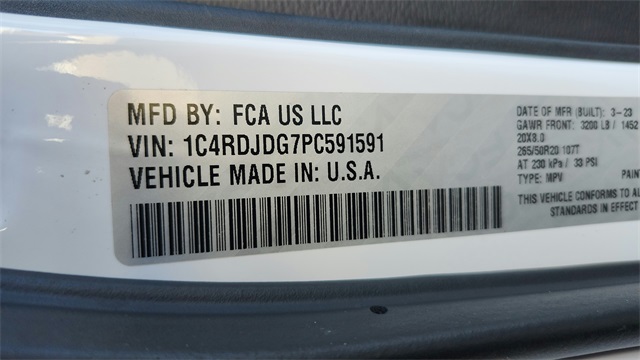 MFD BY: FCA US LLC
VIN: 1C4RDJDG7PC591591
VEHICLE MADE IN: U.S.A.
DATE OF MFR (BUILT): 3-23
GAWR FRONT: 3200 LB / 1452
20X8.0
265/50R20 107T
AT 230 kPa / 33 PSI
TYPE: MPV PAIN
THIS VEHICLE CONFORMS TO AL
STANDARDS IN EFFECT